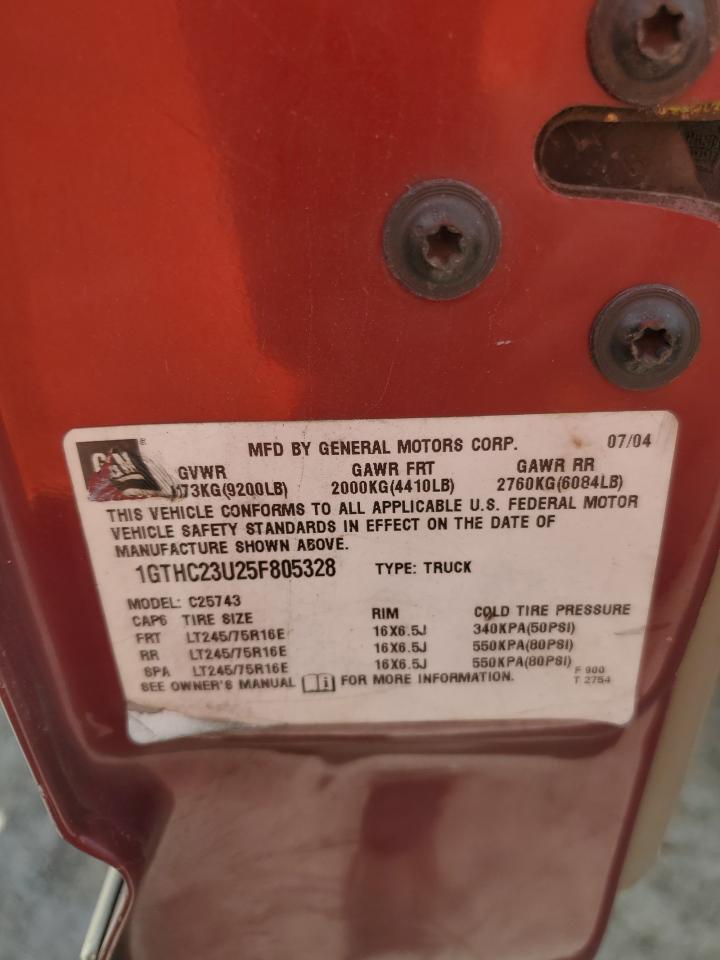 MFD BY GENERAL MOTORS CORP. 07/04
GM
GVWR GAWR FRT GAWR RR
173KG(9200LB) 2000KG(4410LB) 2760KG(6084LB)
THIS VEHICLE CONFORMS TO ALL APPLICABLE U.S. FEDERAL MOTOR
VEHICLE SAFETY STANDARDS IN EFFECT ON THE DATE OF
MANUFACTURE SHOWN ABOVE.
1GTHC23U25F805328 TYPE: TRUCK
MODEL: C25743
CAP6 TIRE SIZE RIM COLD TIRE PRESSURE
FRT LT245/75R16E 16X6.5J 340KPA(50PSI)
RR LT245/75R16E 16X6.5J 550KPA(80PSI)
SPA LT245/75R16E 16X6.5J 550KPA(80PSI)
SEE OWNER'S MANUAL i FOR MORE INFORMATION.
F 900
T 2754